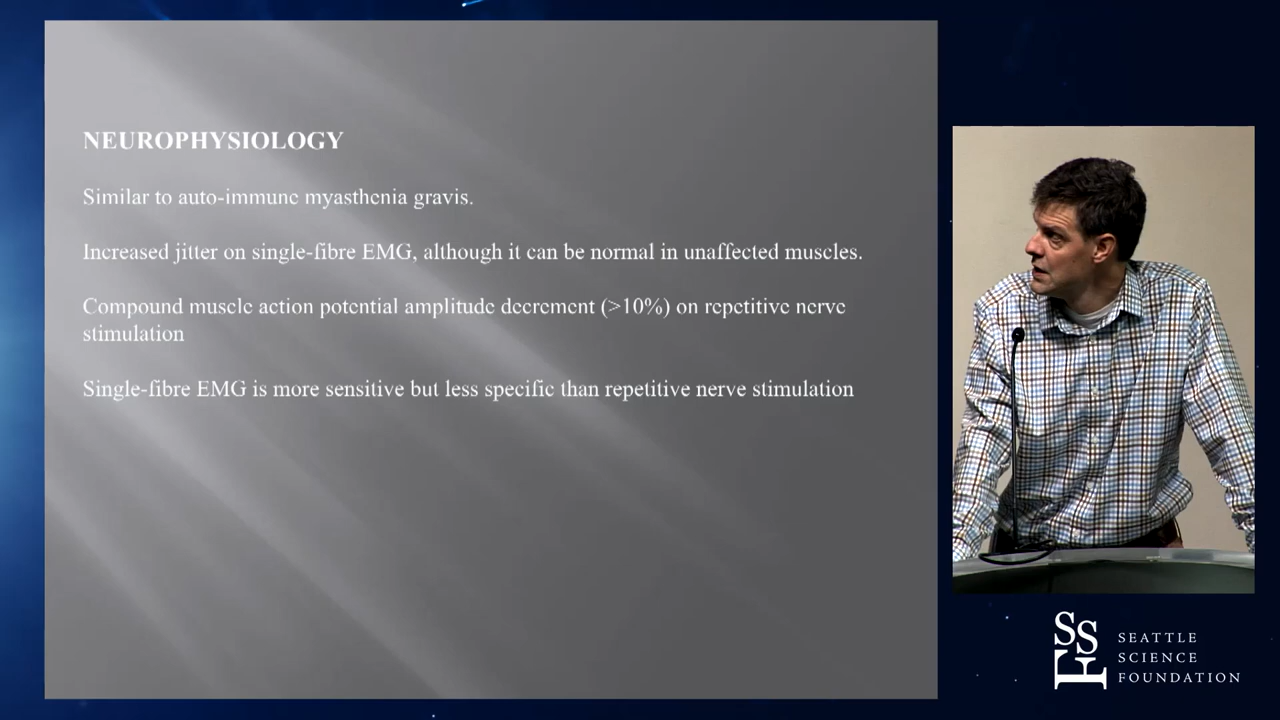 NEUROPHYSIOLOGY
Similar to auto-immune myasthenia gravis.
Increased jitter on single-fibre EMG, although it can be normal in unaffected muscles.
Compound muscle action potential amplitude decrement (>10%) on repetitive nerve
stimulation
Single-fibre EMG is more sensitive but less specific than repetitive nerve stimulation
SSF
SEATTLE
SCIENCE
FOUNDATION